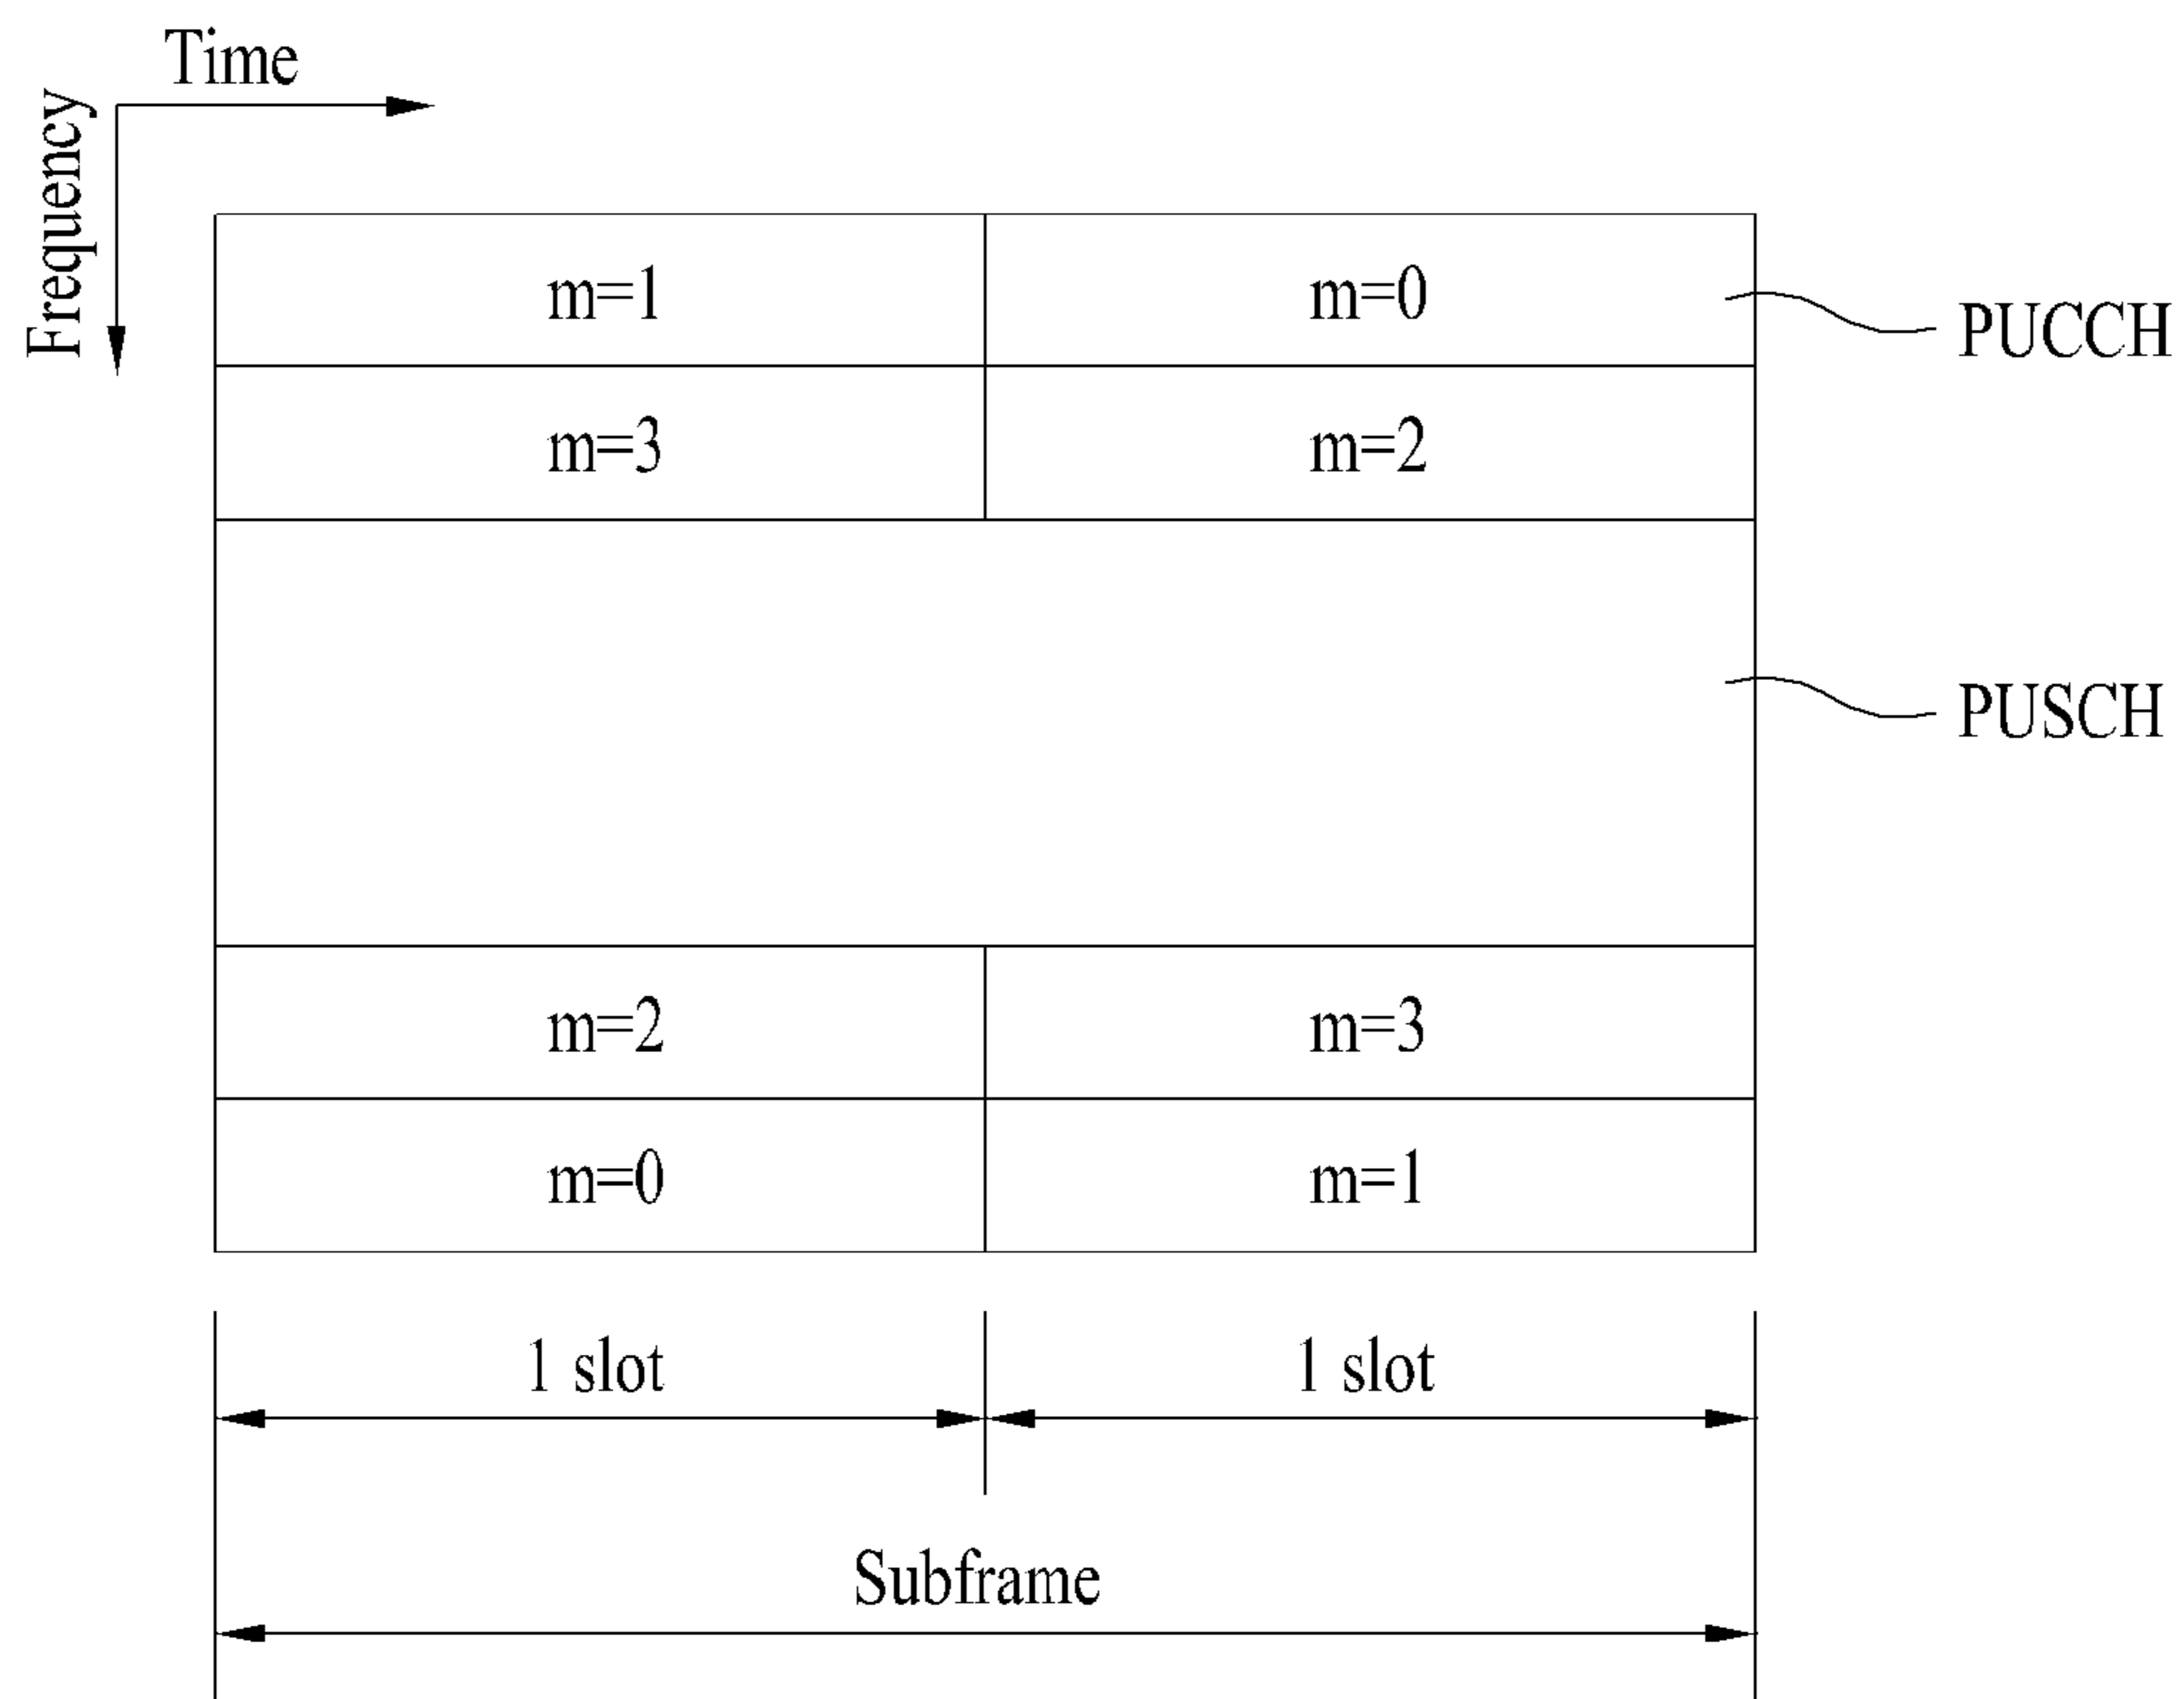 Time
Frequency
m=1 m=0
PUCCH
m=3 m=2
PUSCH
m=2 m=3
m=0 m=1
1 slot 1 slot
Subframe